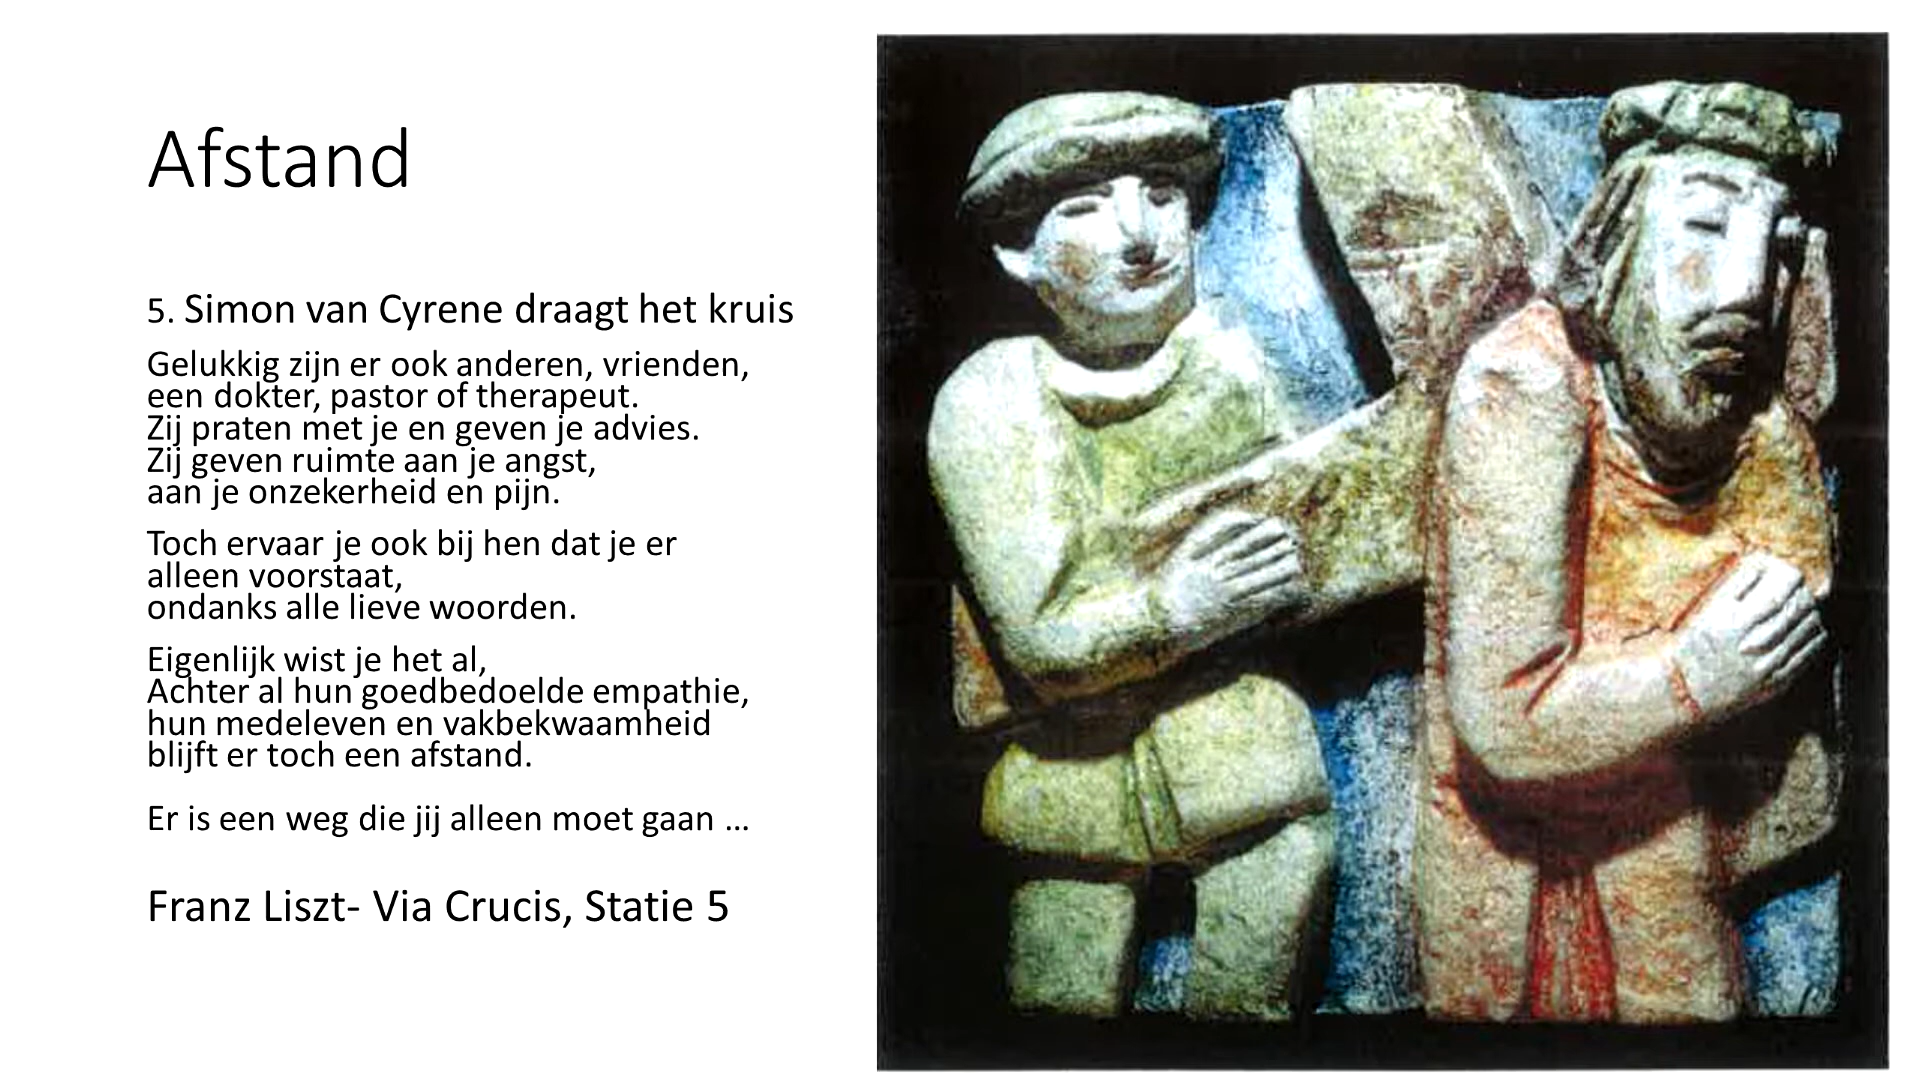 Afstand
5. Simon van Cyrene draagt het kruis
Gelukkig zijn er ook anderen, vrienden,
een dokter, pastor of therapeut.
Zij praten met je en geven je advies.
Zij geven ruimte aan je angst,
aan je onzekerheid en pijn.
Toch ervaar je ook bij hen dat je er
alleen voorstaat,
ondanks alle lieve woorden.
Eigenlijk wist je het al,
Achter al hun goedbedoelde empathie,
hun medeleven en vakbekwaamheid
blijft er toch een afstand.
Er is een weg die jij alleen moet gaan …
Franz Liszt- Via Crucis, Statie 5